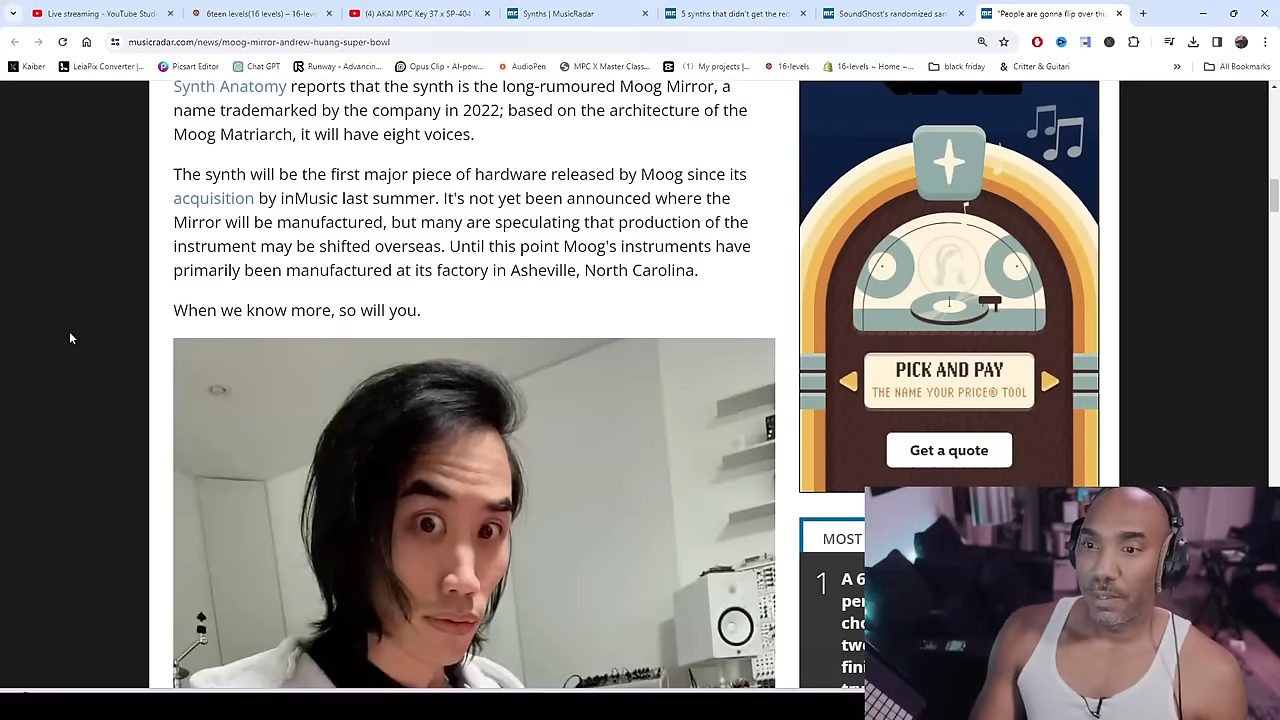 Live streaming - YouTube Studi
6teen levels(16 levels) - 16-leve
(4) AKAI MPC Key 37 x SP-404
Synths | MusicRadar
5 synths that didn't get the rec
SoundGhost's randomized sam
"People are gonna flip over this
musicradar.com/news/moog-mirror-andrew-huang-super-bowl
Kaiber
LeiaPix Converter |...
Picsart Editor
Chat GPT
Runway - Advancin...
Opus Clip - AI-pow...
AudioPen
MPC X Master Class...
(1) My projects |...
16-levels
16-levels ~ Home ~...
black friday
Critter & Guitari
All Bookmarks
Synth Anatomy reports that the synth is the long-rumoured Moog Mirror, a
name trademarked by the company in 2022; based on the architecture of the
Moog Matriarch, it will have eight voices.
The synth will be the first major piece of hardware released by Moog since its
acquisition by inMusic last summer. It's not yet been announced where the
Mirror will be manufactured, but many are speculating that production of the
instrument may be shifted overseas. Until this point Moog's instruments have
primarily been manufactured at its factory in Asheville, North Carolina.
When we know more, so will you.
PICK AND PAY
THE NAME YOUR PRICE® TOOL
Get a quote
MOST
1
A 6
per
cho
two
fini